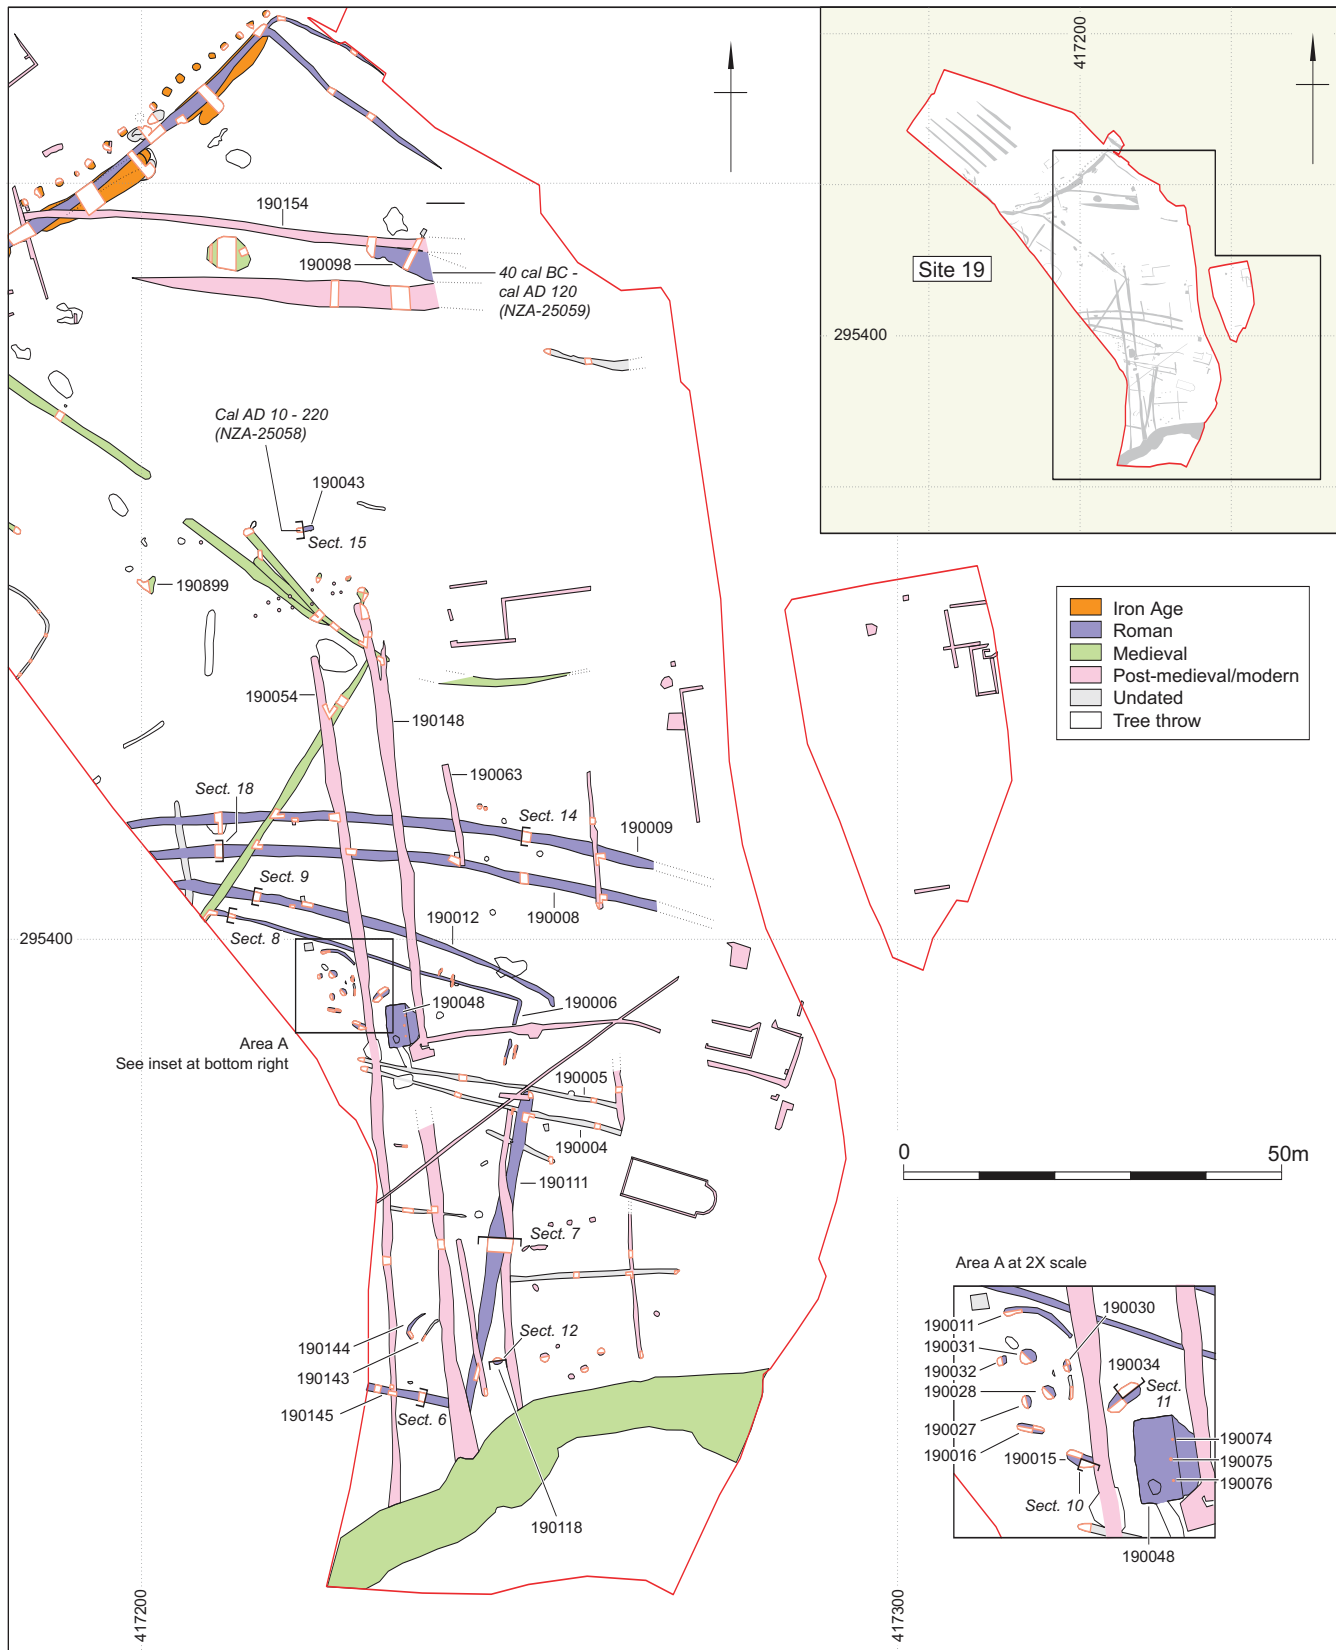 417200
Site 19
295400
190154
190098
40 cal BC -
cal AD 120
(NZA-25059)
Cal AD 10 - 220
(NZA-25058)
190043
Sect. 15
190899
Iron Age
Roman
Medieval
Post-medieval/modern
Undated
Tree throw
190054
190148
190063
Sect. 18
Sect. 14
190009
Sect. 9
190012
190008
Sect. 8
295400
190048
190006
Area A
See inset at bottom right
190005
190004
190111
0
50m
Sect. 7
Area A at 2X scale
190144
190143
190145
Sect. 6
Sect. 12
190118
190011
190030
190031
190032
190034
190028
Sect.
11
190027
190016
190015
190074
190075
190076
Sect. 10
190048
417200
417300